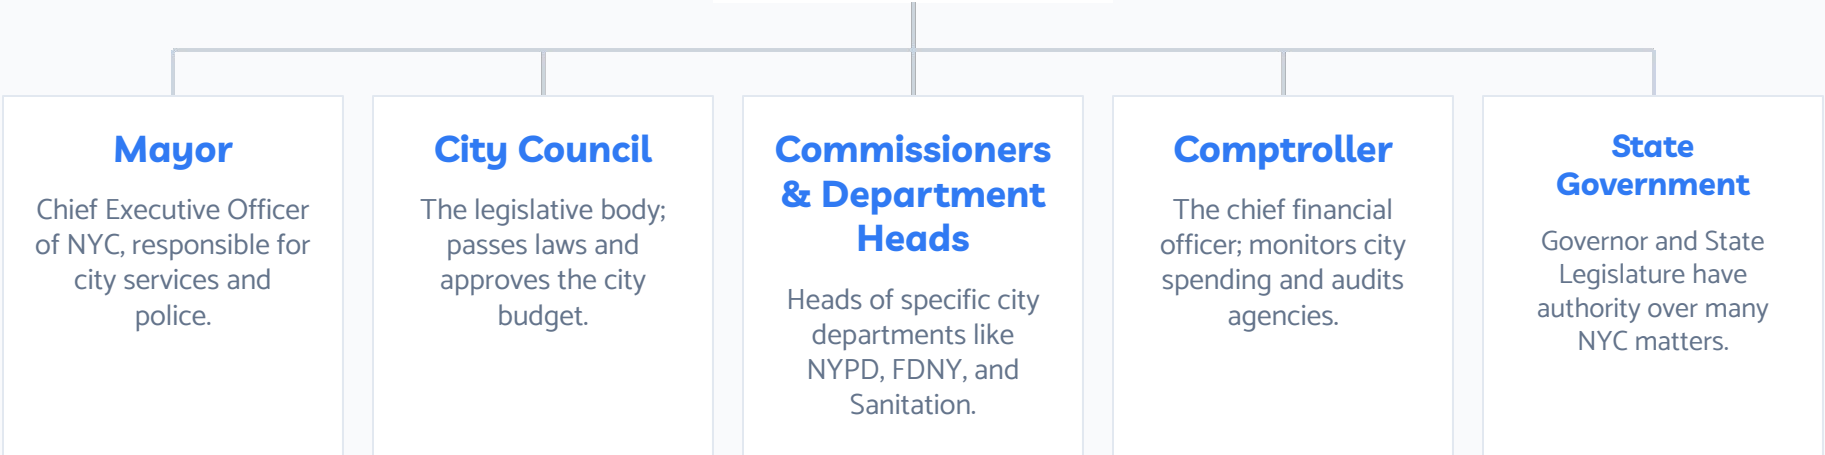 Mayor
Chief Executive Officer
of NYC, responsible for
city services and
police.
City Council
The legislative body;
passes laws and
approves the city
budget.
Commissioners
& Department
Heads
Heads of specific city
departments like
NYPD, FDNY, and
Sanitation.
Comptroller
The chief financial
officer; monitors city
spending and audits
agencies.
State
Government
Governor and State
Legislature have
authority over many
NYC matters.